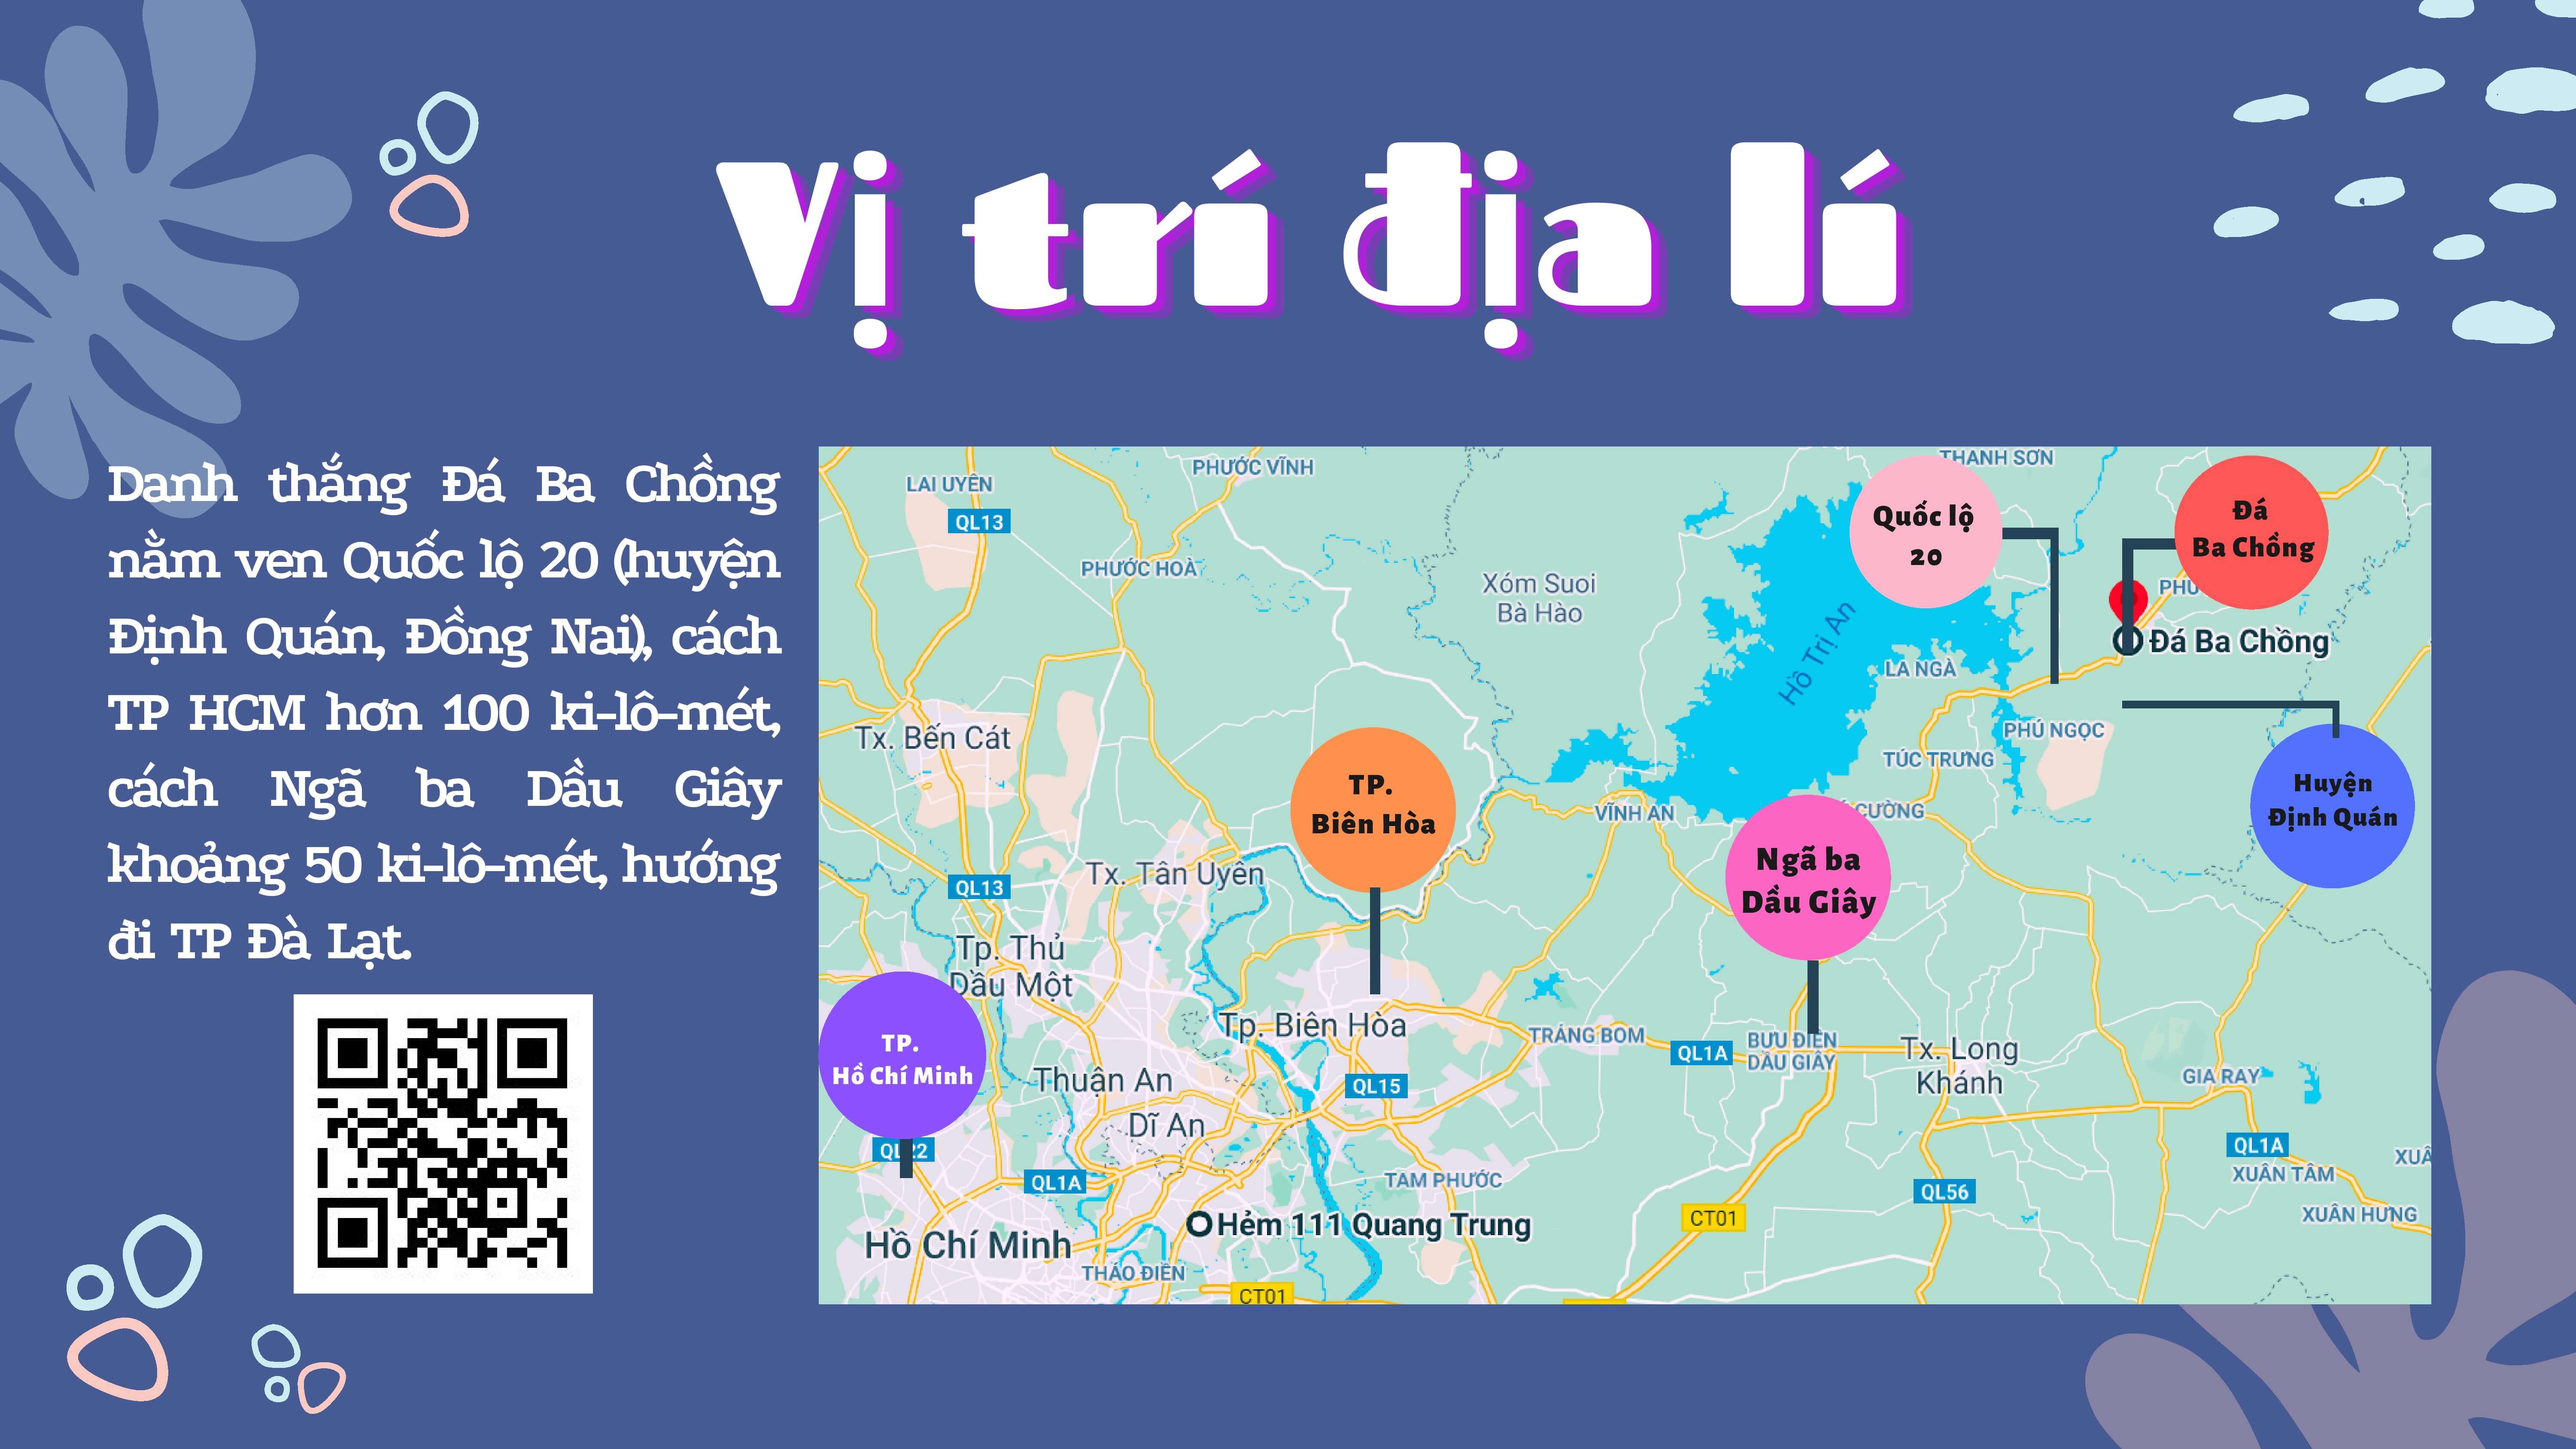 Vị trí địa lí
Danh thắng Đá Ba Chồng
nằm ven Quốc lộ 20 (huyện
Định Quán, Đồng Nai), cách
TP HCM hơn 100 ki-lô-mét,
cách Ngã ba Dầu Giây
khoảng 50 ki-lô-mét, hướng
đi TP Đà Lạt.
LAI UYÊN
PHƯỚC VĨNH
THANH SƠN
QL13
Quốc lộ
20
Đá
Ba Chồng
PHƯỚC HOÀ
Xóm Suoi
Bà Hào
PHÚ
Đá Ba Chồng
Hồ Trị An
LA NGÀ
Tx. Bến Cát
PHÚ NGỌC
TÚC TRƯNG
TP.
Biên Hòa
Huyện
Định Quán
VĨNH AN
CƯỜNG
Tx. Tân Uyên
QL13
Ngã ba
Dầu Giây
Tp. Thủ
Dầu Một
TP.
Hồ Chí Minh
Tp. Biên Hòa
TRẢNG BOM
QL1A
BƯU ĐIỆN
DẦU GIÂY
Tx. Long
Khánh
Thuận An
QL15
GIA RAY
Dĩ An
QL22
QL1A
XUÂ
QL1A
TAM PHƯỚC
QL56
XUÂN TÂM
CT01
XUÂN HƯNG
Hẻm 111 Quang Trung
Hồ Chí Minh
THẢO ĐIỀN
CT01